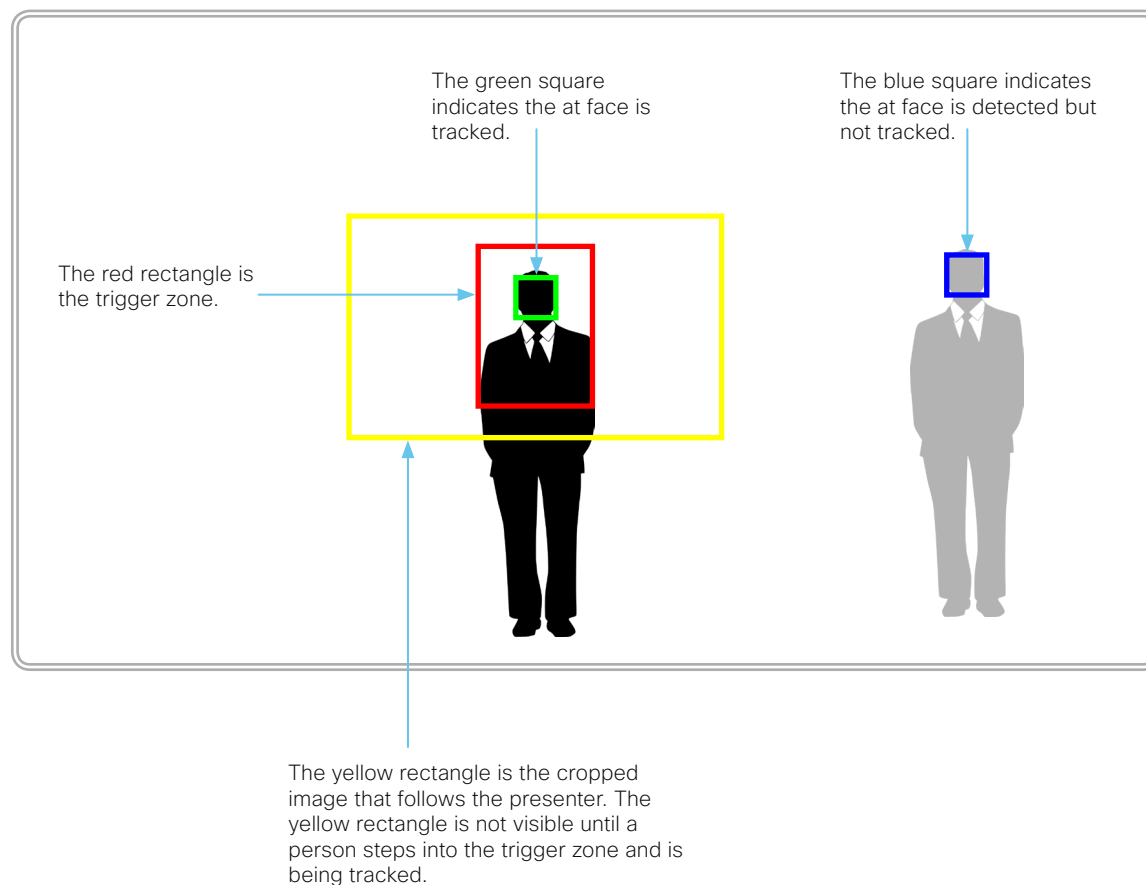 The green square
indicates the at face is
tracked.
The blue square indicates
the at face is detected but
not tracked.
The red rectangle is
the trigger zone.
The yellow rectangle is the cropped
image that follows the presenter. The
yellow rectangle is not visible until a
person steps into the trigger zone and is
being tracked.